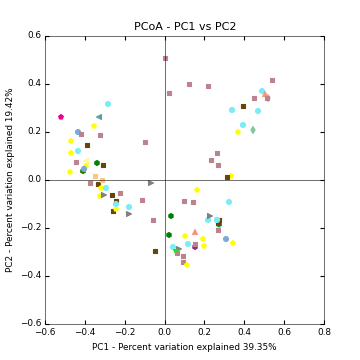 PCoA - PC1 vs PC2
PC2 - Percent variation explained 19.42%
0.6
0.4
0.2
0.0
−0.2
−0.4
−0.6
−0.6 −0.4 −0.2 0.0 0.2 0.4 0.6 0.8
PC1 - Percent variation explained 39.35%